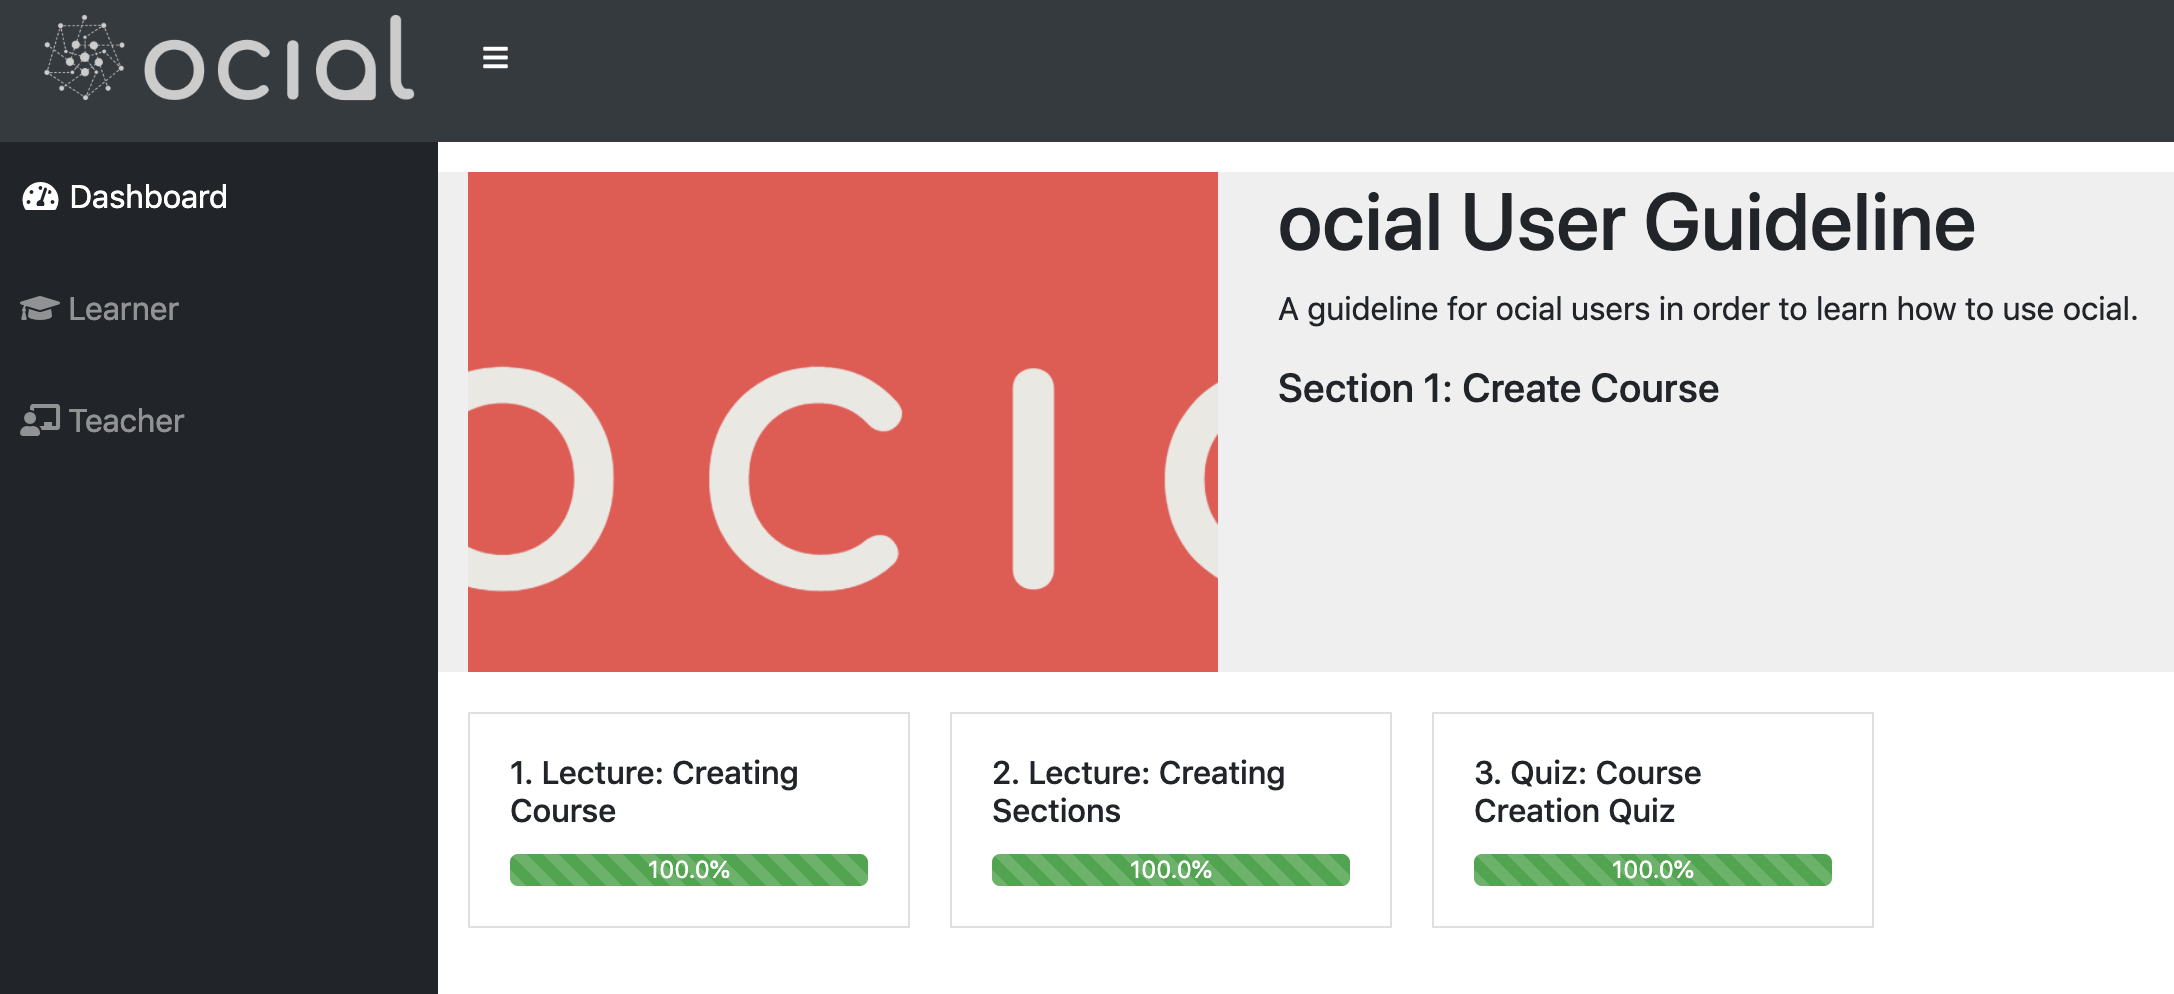 ocial
Dashboard
Learner
Teacher
OCIO
ocial User Guideline
A guideline for ocial users in order to learn how to use ocial.
Section 1: Create Course
1. Lecture: Creating
Course
100.0%
2. Lecture: Creating
Sections
100.0%
3. Quiz: Course
Creation Quiz
100.0%